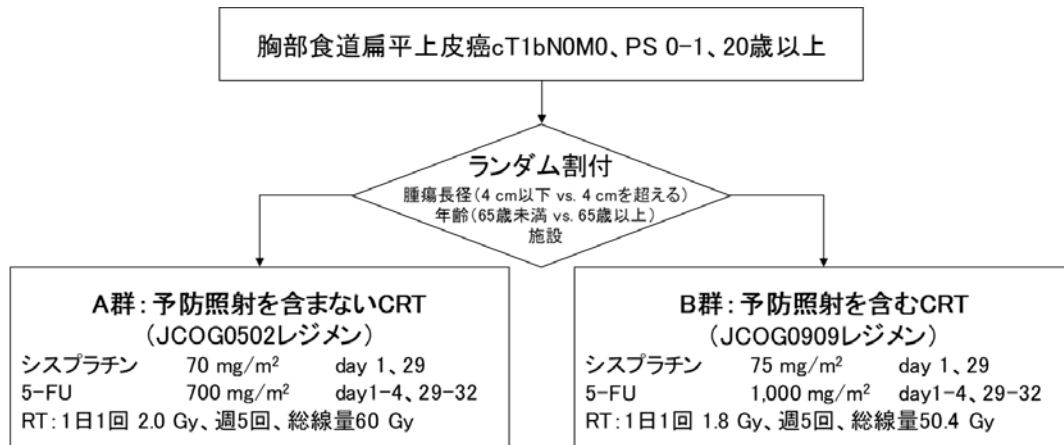 胸部食道扁平上皮癌cT1bN0M0、PS 0-1、20歳以上
ランダム割付
腫瘍長径(4 cm以下 vs. 4 cmを超える)
年齢(65歳未満 vs. 65歳以上)
施設
A群：予防照射を含まないCRT
(JCOG0502レジメン)
シスプラチン 70 mg/m² day 1、29
5-FU 700 mg/m² day1-4、29-32
RT：1日1回 2.0 Gy、週5回、総線量60 Gy
B群：予防照射を含むCRT
(JCOG0909レジメン)
シスプラチン 75 mg/m² day 1、29
5-FU 1,000 mg/m² day1-4、29-32
RT：1日1回 1.8 Gy、週5回、総線量50.4 Gy